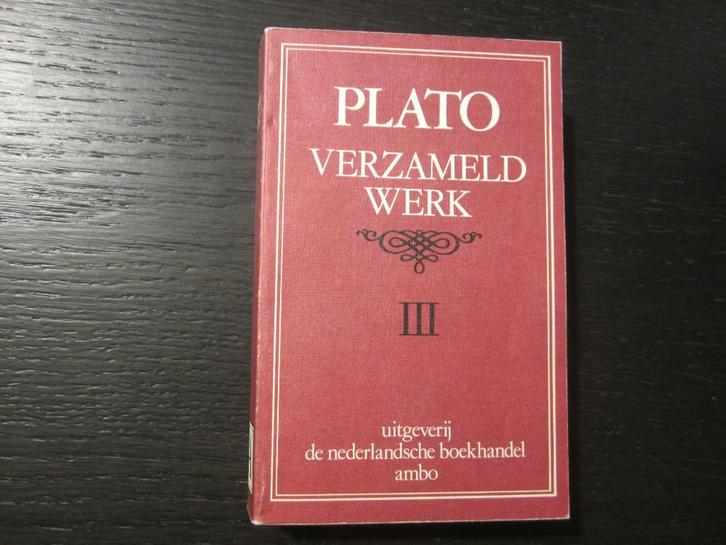 PLATO
VERZAMELD
WERK
III
uitgeverij
de nederlandsche boekhandel
ambo